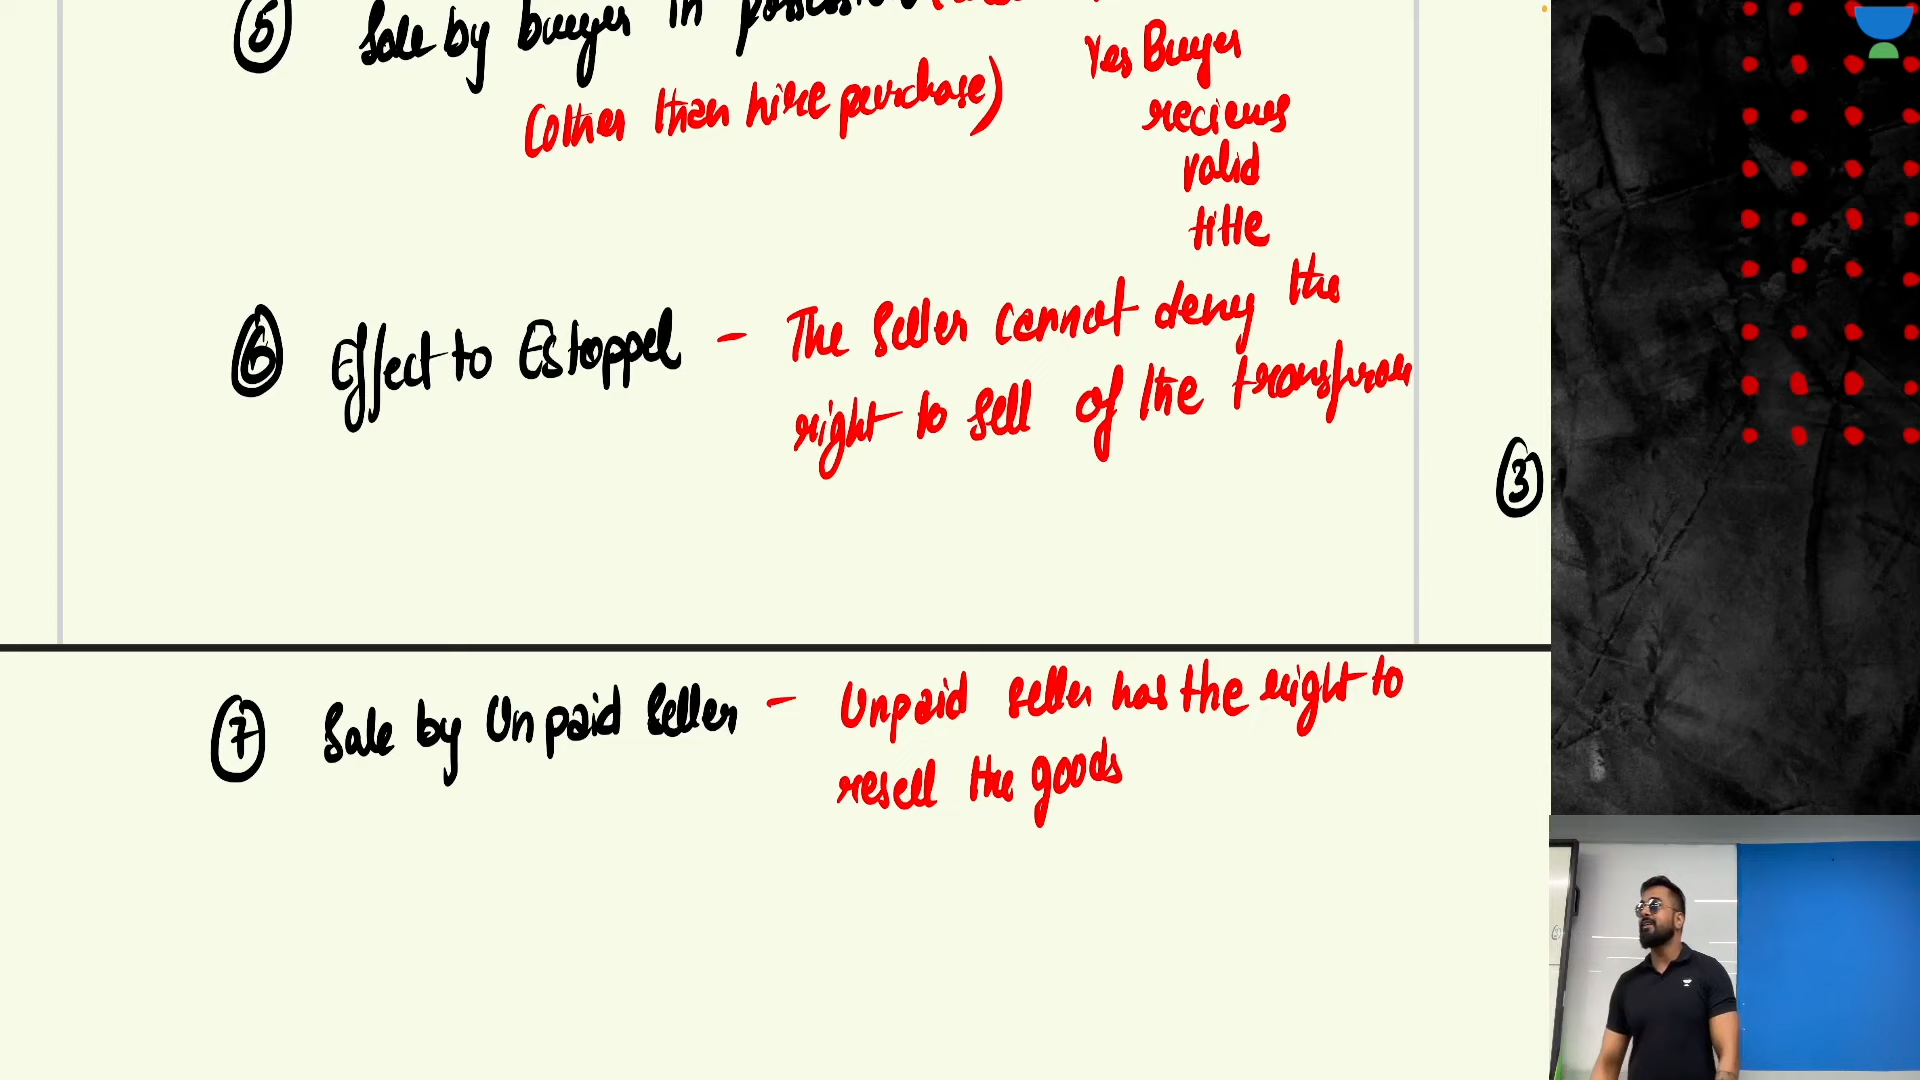 5 Sale by buyer in
(other than hire purchase)
Yes Buyer
recieves
valid
title
6 Effect to Estoppel - The Seller cannot deny the
right to sell of the
3
7 Sale by Unpaid Seller - Unpaid seller has the right to
resell the goods